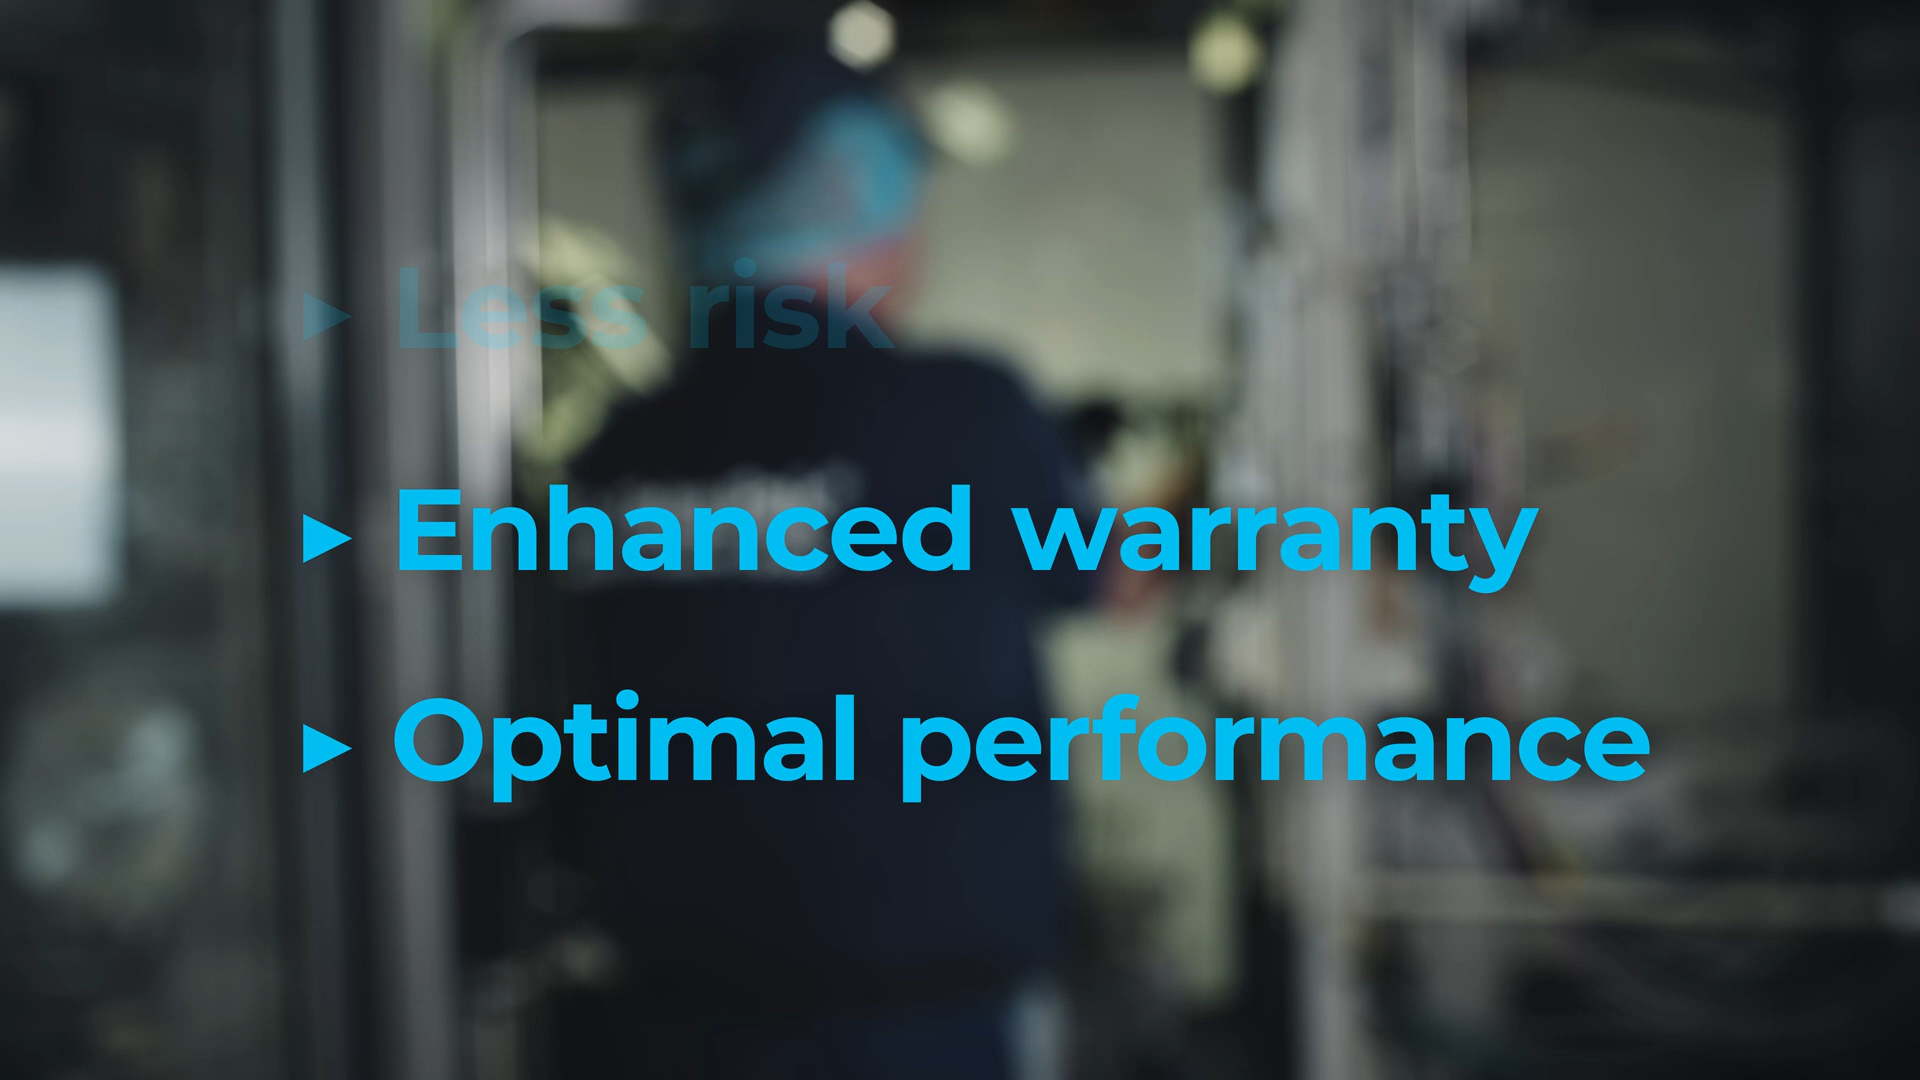 ▶ Less risk
▶ Enhanced warranty
▶ Optimal performance